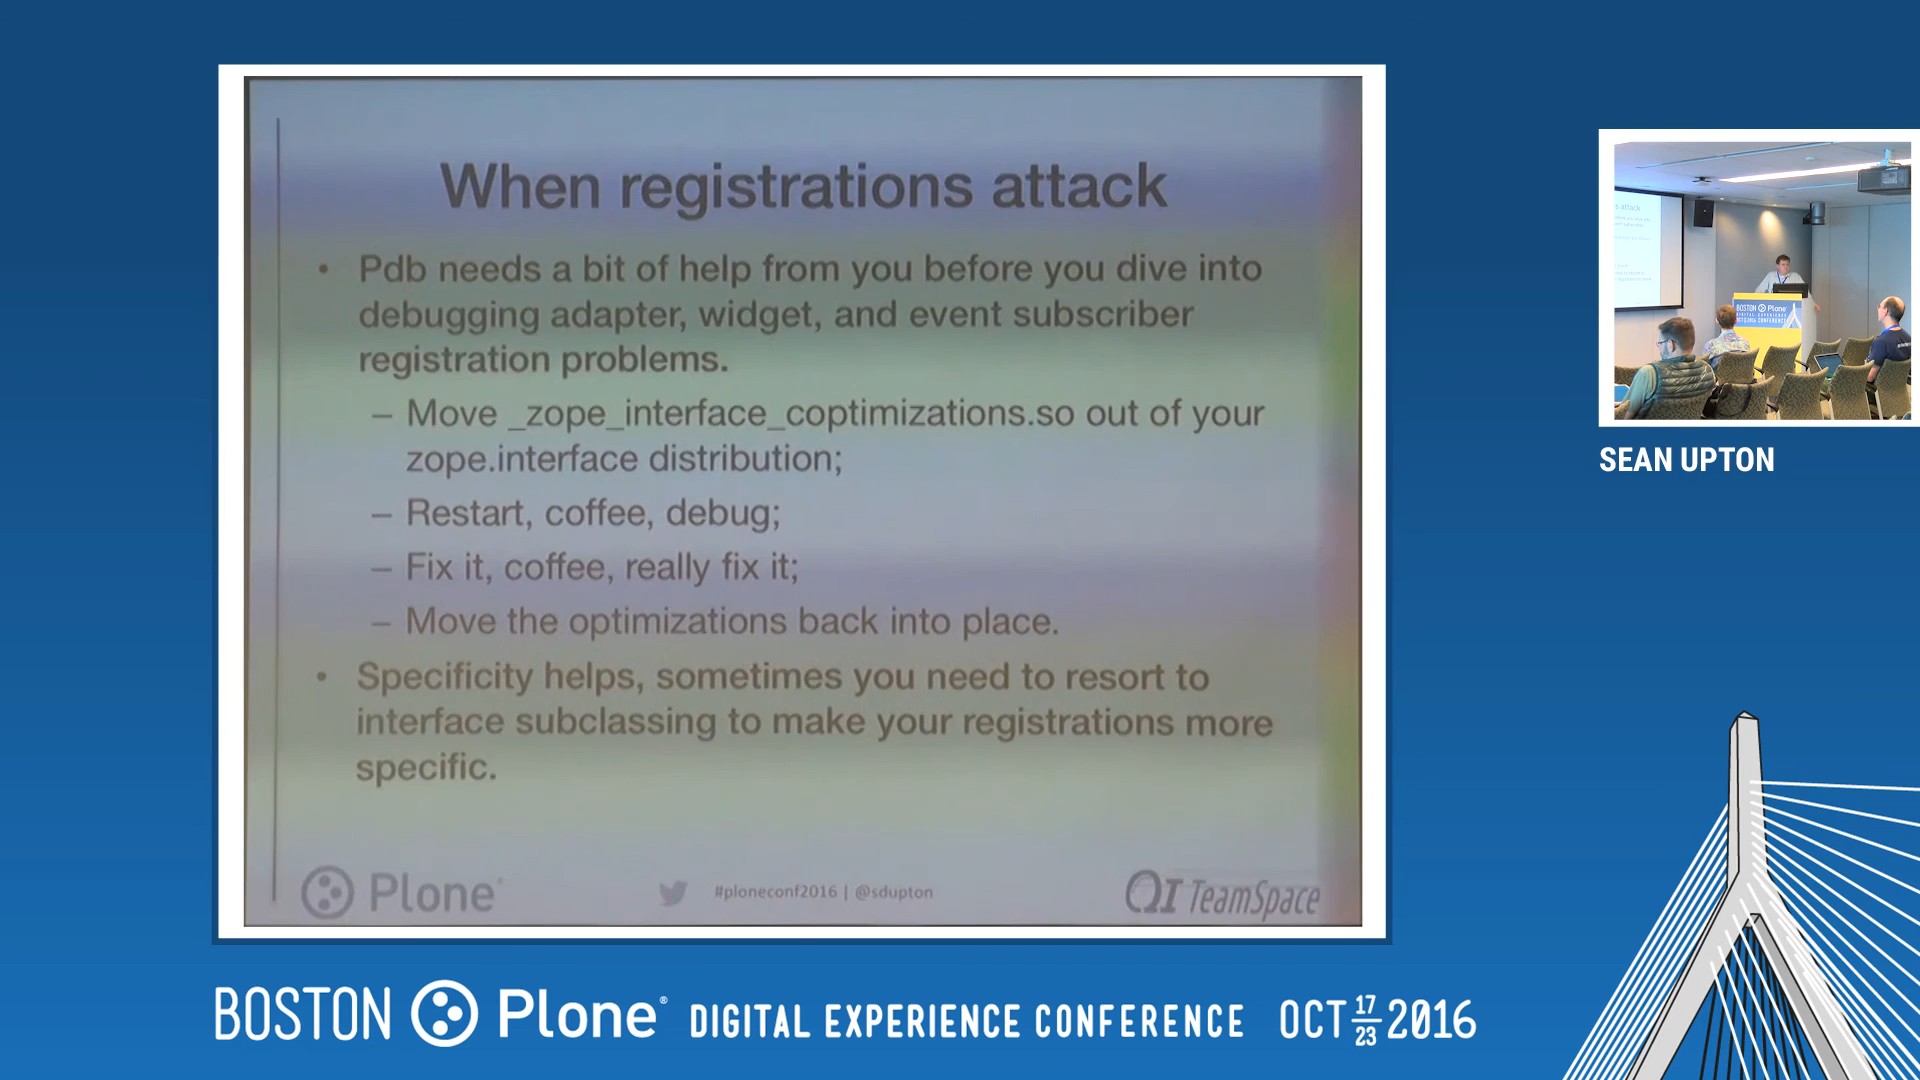 When registrations attack
• Pdb needs a bit of help from you before you dive into
debugging adapter, widget, and event subscriber
registration problems.
– Move _zope_interface_coptimizations.so out of your
zope.interface distribution;
– Restart, coffee, debug;
– Fix it, coffee, really fix it;
– Move the optimizations back into place.
• Specificity helps, sometimes you need to resort to
interface subclassing to make your registrations more
specific.
Plone
#ploneconf2016 | @sdupton
QI TeamSpace
s attack
BOSTON Plone
SEAN UPTON
BOSTON Plone® DIGITAL EXPERIENCE CONFERENCE OCT 17 23 2016